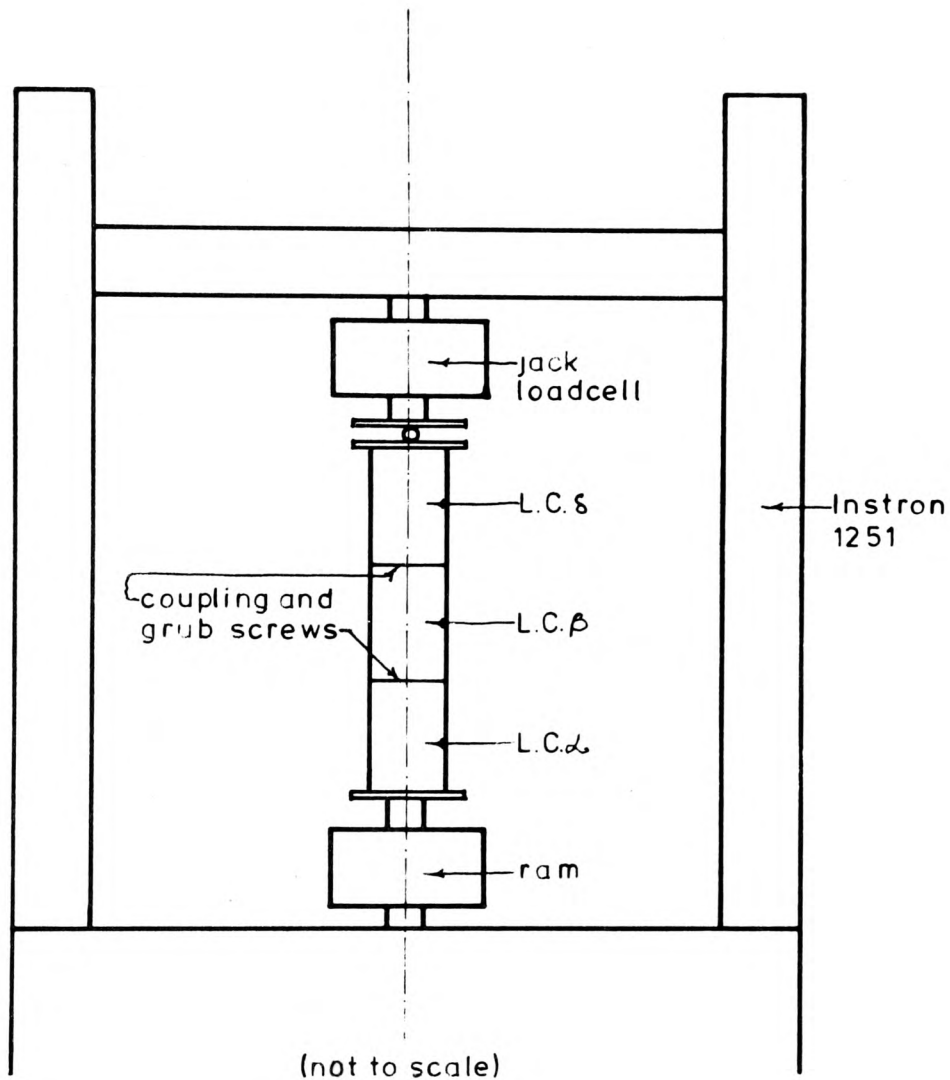 jack
loadcell
L.C.δ
Instron
1251
coupling and
grub screws
L.C.β
L.C.α
ram
(not to scale)